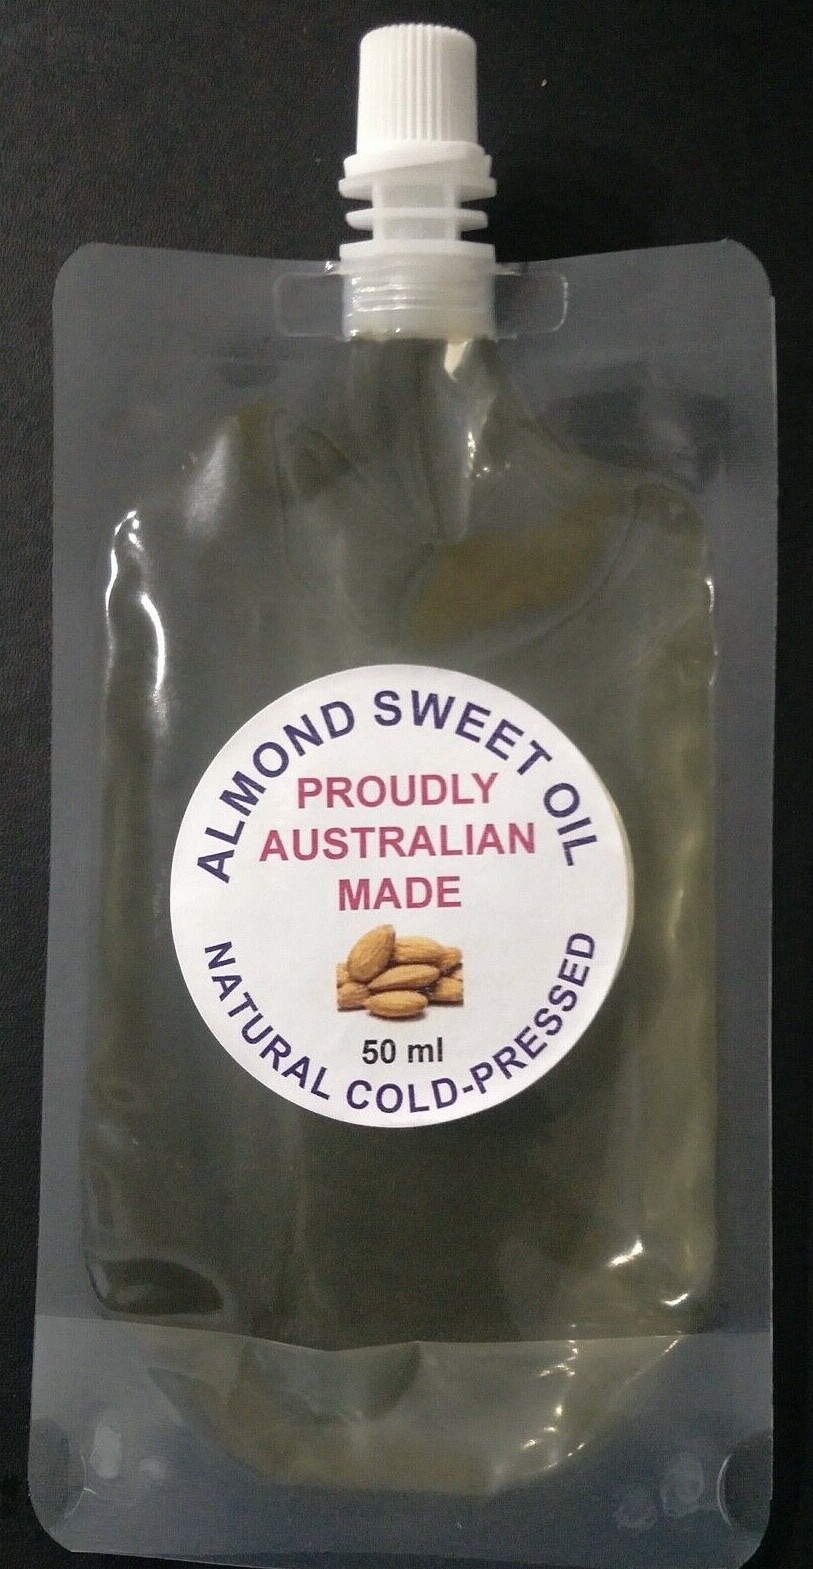 ALMOND SWEET OIL
PROUDLY
AUSTRALIAN
MADE
50 ml
NATURAL COLD-PRESSED